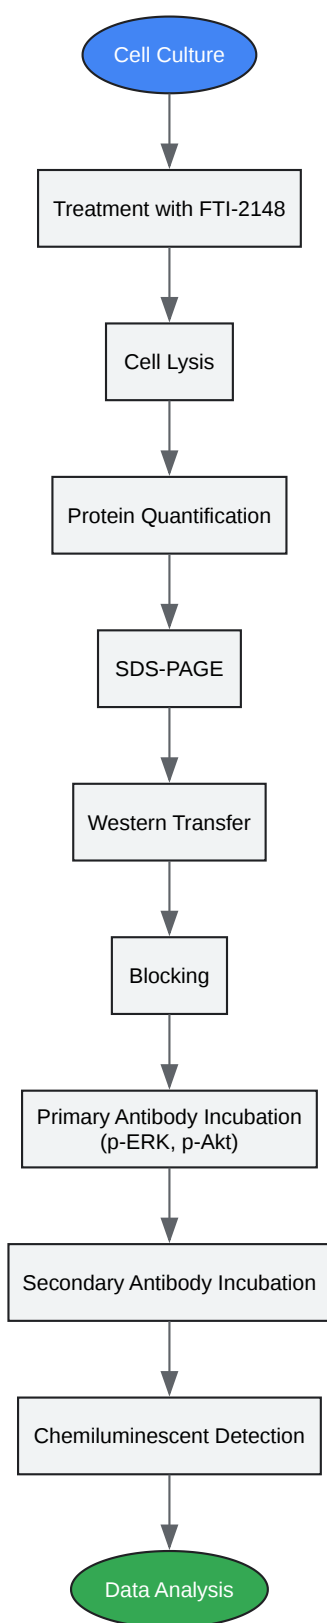 Cell Culture
Treatment with FTI-2148
Cell Lysis
Protein Quantification
SDS-PAGE
Western Transfer
Blocking
Primary Antibody Incubation
(p-ERK, p-Akt)
Secondary Antibody Incubation
Chemiluminescent Detection
Data Analysis